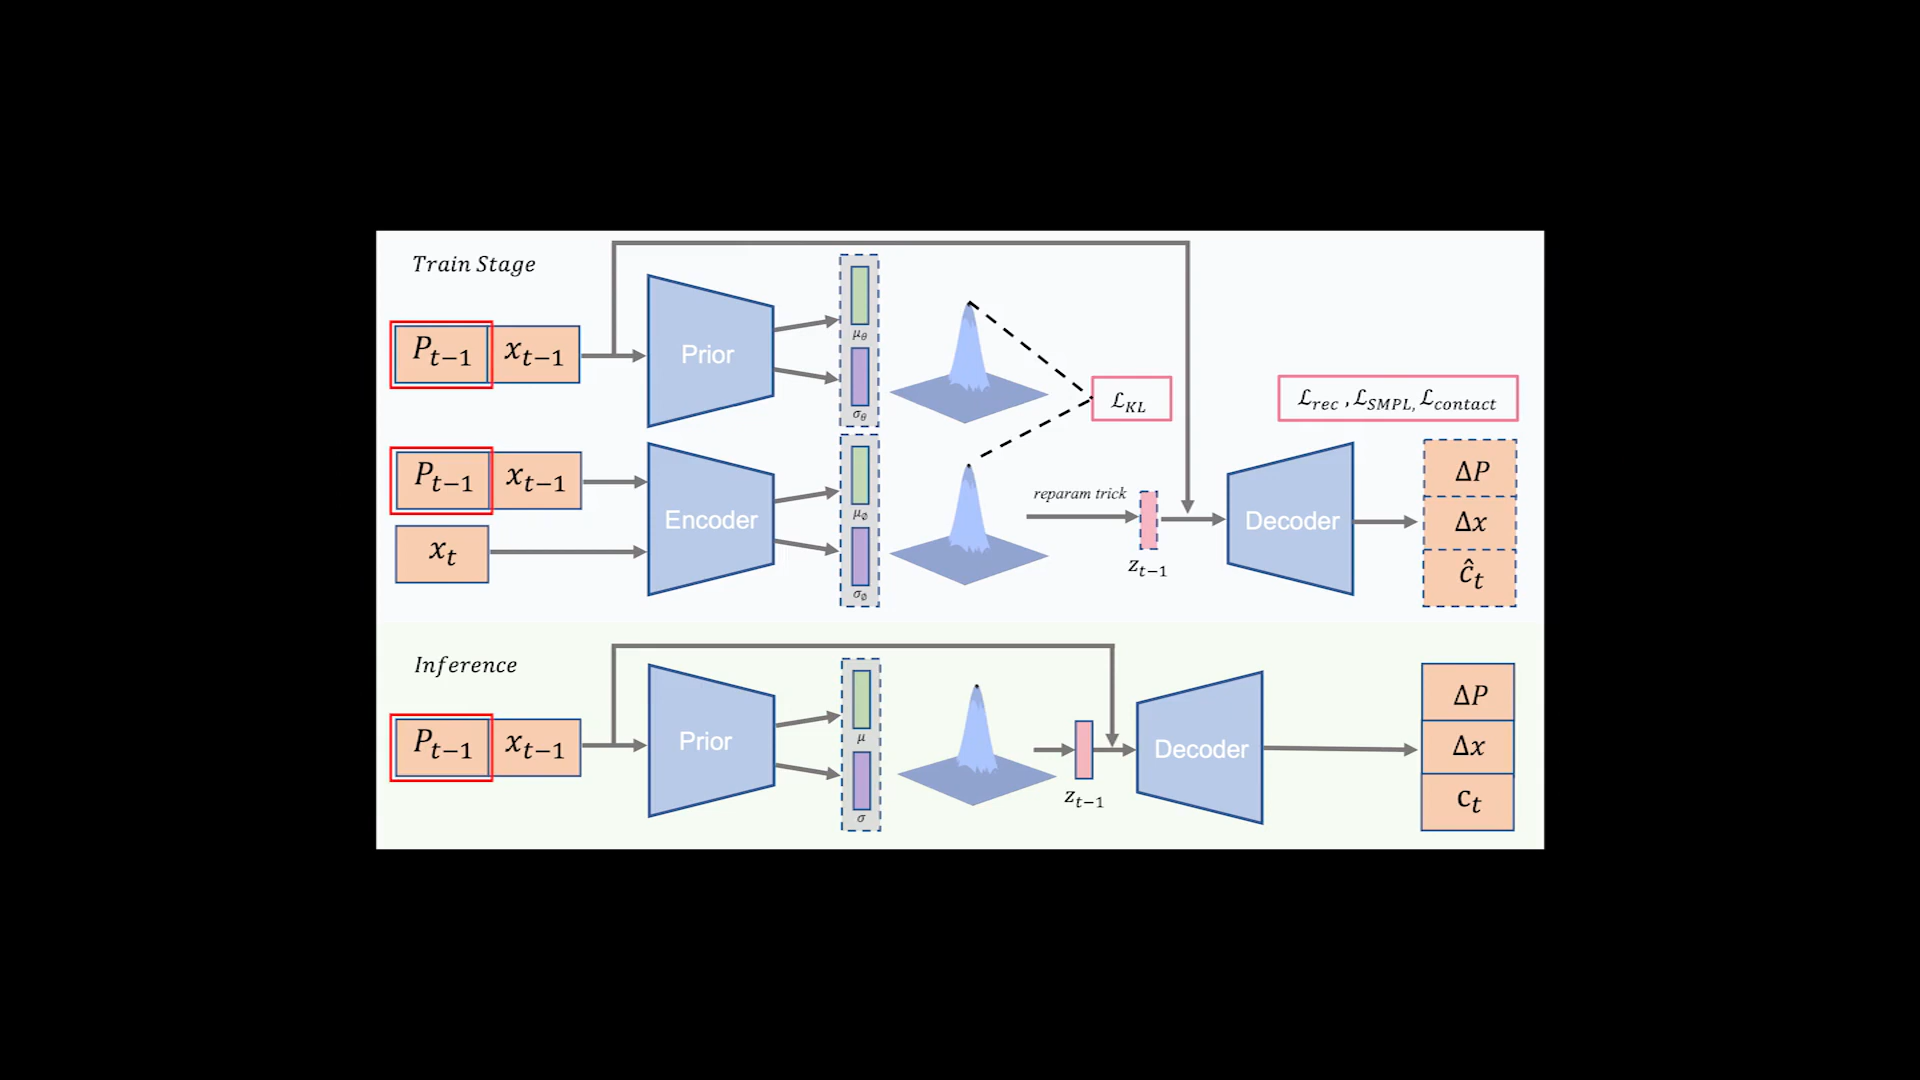 Train Stage
P_{t−1} x_{t−1}
Prior
μ_θ
σ_θ
ℒ_{KL}
ℒ_{rec} , ℒ_{SMPL,} ℒ_{contact}
P_{t−1} x_{t−1}
x_t
Encoder
μ_∅
σ_∅
reparam trick
z_{t−1}
Decoder
ΔP
Δx
ĉ_t
Inference
P_{t−1} x_{t−1}
Prior
μ
σ
z_{t−1}
Decoder
ΔP
Δx
c_t